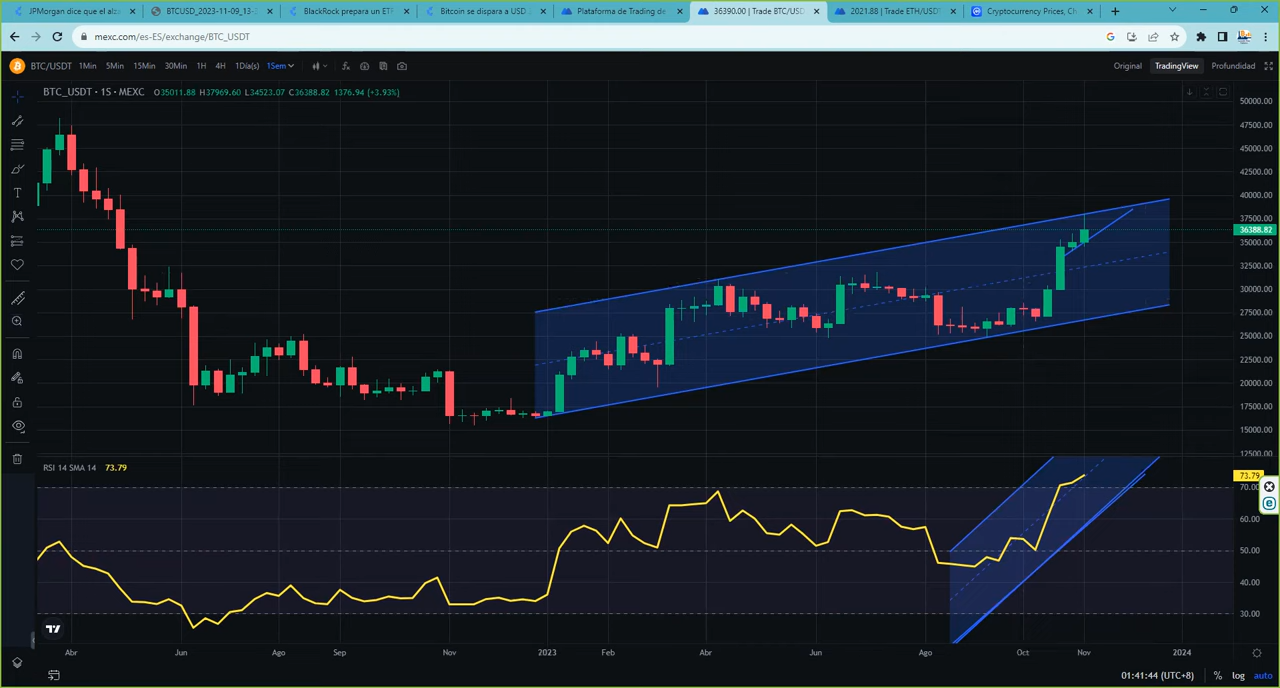 JPMorgan dice que el alza
BTCUSD_2023-11-09_13-3
BlackRock prepara un ETF
Bitcoin se dispara a USD
Plataforma de Trading de
36390.00 | Trade BTC/USD
2021.88 | Trade ETH/USDT
Cryptocurrency Prices, Ch
mexc.com/es-ES/exchange/BTC_USDT
BTC/USDT 1Min 5Min 15Min 30Min 1H 4H 1Día(s) 1Sem
Original TradingView Profundidad
BTC_USDT · 1S · MEXC O35011.88 H37969.60 L34523.07 C36388.82 1376.94 (+3.93%)
50000.00
47500.00
45000.00
42500.00
40000.00
37500.00
36388.82
35000.00
32500.00
30000.00
27500.00
25000.00
22500.00
20000.00
17500.00
15000.00
12500.00
RSI 14 SMA 14 73.79
73.79
70.00
60.00
50.00
40.00
30.00
Abr Jun Ago Sep Nov 2023 Feb Abr Jun Ago Oct Nov 2024
01:41:44 (UTC+8) % log auto